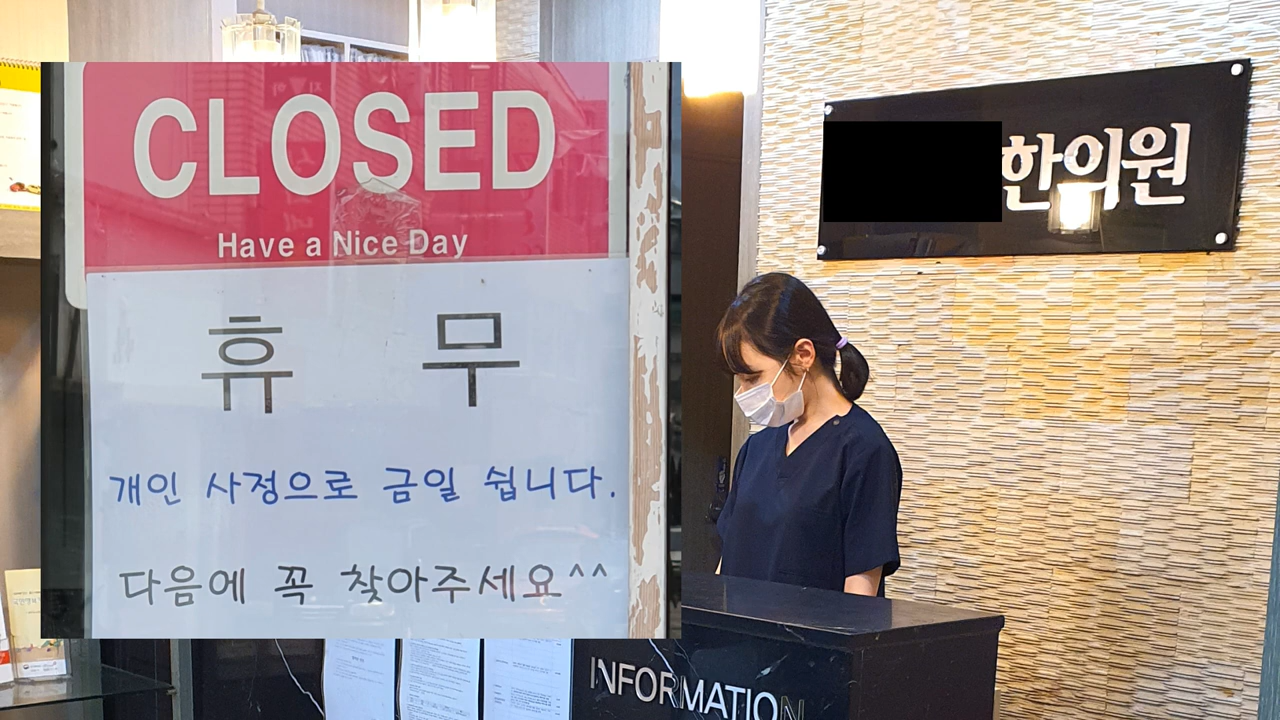 CLOSED
Have a Nice Day
휴 무
개인 사정으로 금일 쉽니다.
다음에 꼭 찾아주세요^^
한의원
INFORMATION